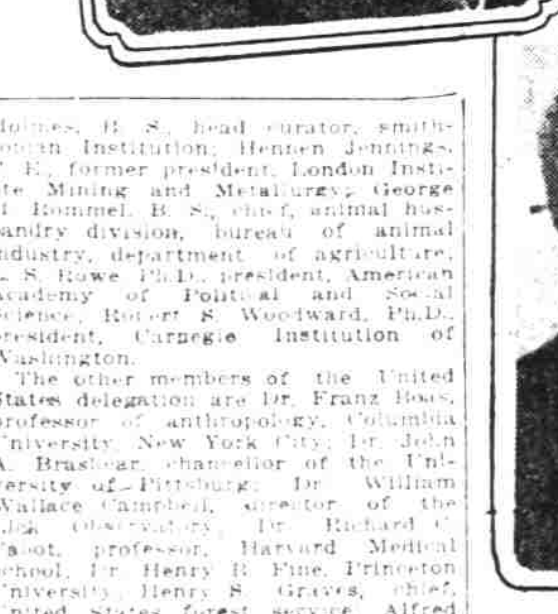 Holmes, B. S., head curator, smith-
sonian Institution; Hennen Jennings,
C. E., former president, London Insti-
te Mining and Metallurgy; George
M. Rommel, B. S., chief, animal hus-
bandry division, bureau of animal
industry, department of agriculture;
L. S. Rowe, Ph.D., president, American
academy of Political and Social
Science, Robert S. Woodward, Ph.D.,
president, Carnegie Institution of
Washington.
The other members of the United
States delegation are Dr. Franz Boas,
professor of anthropology, Columbia
University, New York City; Dr. John
A. Brashear, chancellor of the Uni-
versity of Pittsburg; Dr. William
Wallace Campbell, director of the
Lick Observatory, Dr. Richard C.
Cabot, professor, Harvard Medical
School, Dr. Henry B. Fine, Princeton
University, Henry S. Graves, chief,
United States forest service, Alfred